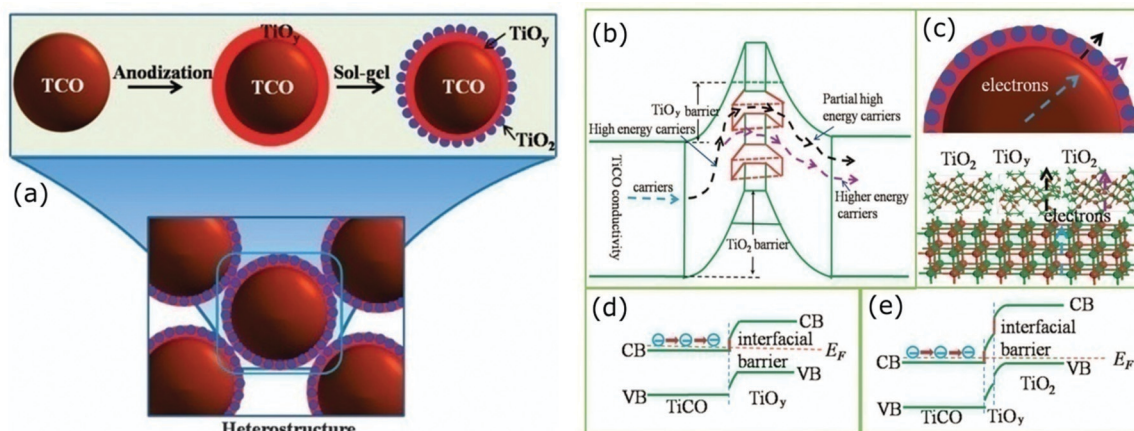 TCO
Anodization
TiOy
TCO
Sol-gel
TiOy
TCO
TiO2
(a)
Heterostructure
(b)
TiOy barrier
High energy carriers
Partial high
energy carriers
carriers
TiCO conductivity
Higher energy
carriers
TiO2 barrier
(c)
electrons
TiO2 TiOy TiO2
electrons
(d)
CB
CB
interfacial
barrier
EF
VB
VB
TiCO
TiOy
(e)
CB
CB
interfacial
barrier
EF
VB
TiO2
VB
TiCO
TiOy